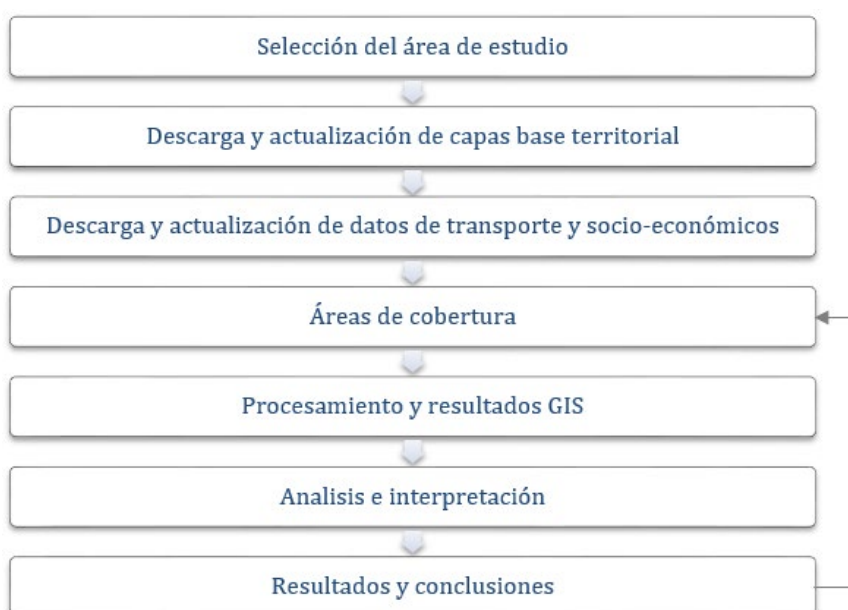 Selección del área de estudio
Descarga y actualización de capas base territorial
Descarga y actualización de datos de transporte y socio-económicos
Áreas de cobertura
Procesamiento y resultados GIS
Analisis e interpretación
Resultados y conclusiones